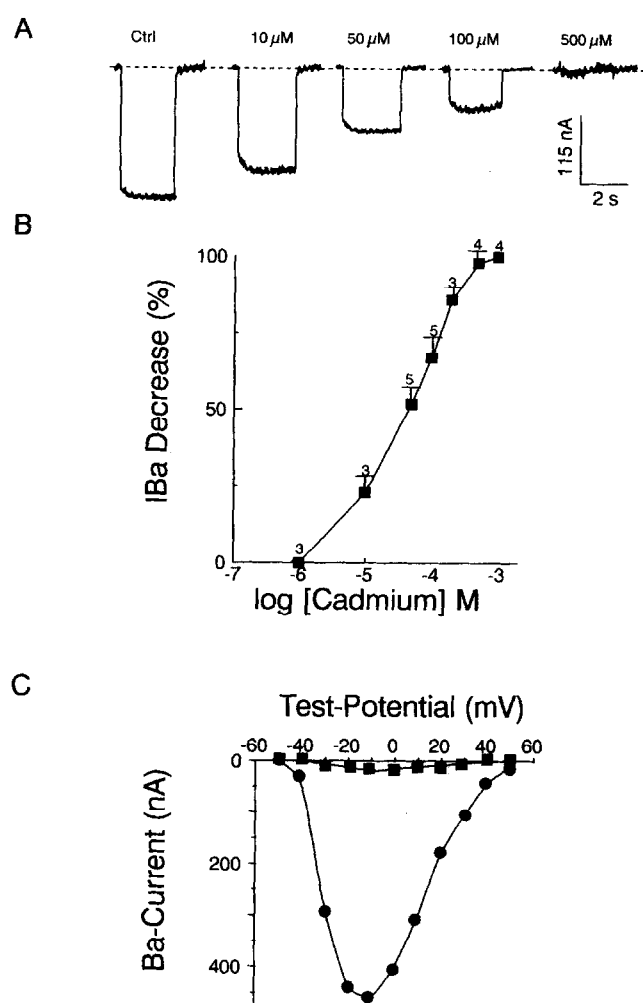 A
Ctrl 10 µM 50 µM 100 µM 500 µM
115 nA
2 s
B
IBa Decrease (%)
100
50
0
3 3 5 5 3 4 4
-7 -6 -5 -4 -3
log [Cadmium] M
C
Test-Potential (mV)
-60 -40 -20 0 20 40 60
Ba-Current (nA)
0
200
400